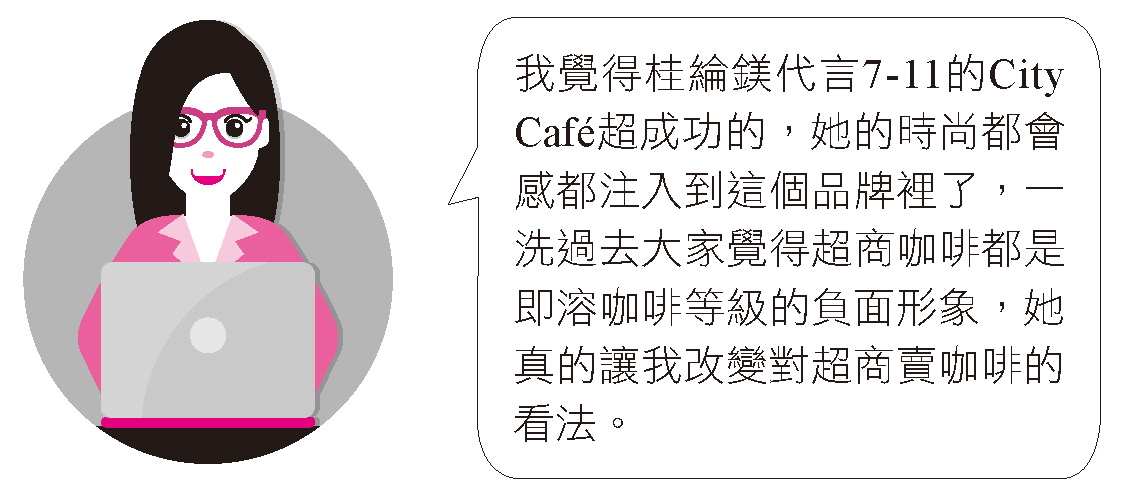 我覺得桂綸鎂代言7-11的City
Café超成功的，她的時尚都會
感都注入到這個品牌裡了，一
洗過去大家覺得超商咖啡都是
即溶咖啡等級的負面形象，她
真的讓我改變對超商賣咖啡的
看法。